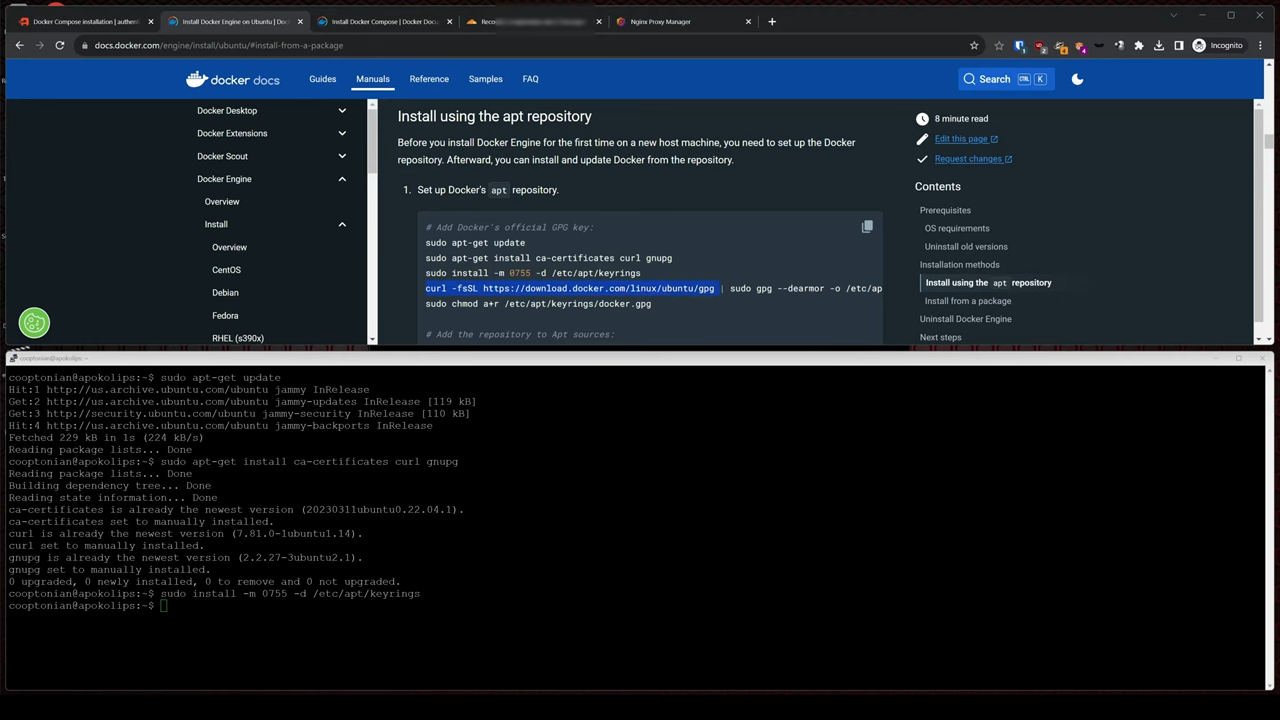 Docker Compose installation | authenti
Install Docker Engine on Ubuntu | Doc
Install Docker Compose | Docker Docu
Reco
Nginx Proxy Manager
docs.docker.com/engine/install/ubuntu/#install-from-a-package
Incognito
docker docs
Guides
Manuals
Reference
Samples
FAQ
Search
CTRL
K
Docker Desktop
Docker Extensions
Docker Scout
Docker Engine
Overview
Install
Overview
CentOS
Debian
Fedora
RHEL (s390x)
Install using the apt repository
Before you install Docker Engine for the first time on a new host machine, you need to set up the Docker
repository. Afterward, you can install and update Docker from the repository.
1. Set up Docker's apt repository.
# Add Docker's official GPG key:
sudo apt-get update
sudo apt-get install ca-certificates curl gnupg
sudo install -m 0755 -d /etc/apt/keyrings
curl -fsSL https://download.docker.com/linux/ubuntu/gpg | sudo gpg --dearmor -o /etc/ap
sudo chmod a+r /etc/apt/keyrings/docker.gpg
# Add the repository to Apt sources:
8 minute read
Edit this page
Request changes
Contents
Prerequisites
OS requirements
Uninstall old versions
Installation methods
Install using the apt repository
Install from a package
Uninstall Docker Engine
Next steps
cooptonian@apokolips: ~
cooptonian@apokolips:~$ sudo apt-get update
Hit:1 http://us.archive.ubuntu.com/ubuntu jammy InRelease
Get:2 http://us.archive.ubuntu.com/ubuntu jammy-updates InRelease [119 kB]
Get:3 http://security.ubuntu.com/ubuntu jammy-security InRelease [110 kB]
Hit:4 http://us.archive.ubuntu.com/ubuntu jammy-backports InRelease
Fetched 229 kB in 1s (224 kB/s)
Reading package lists... Done
cooptonian@apokolips:~$ sudo apt-get install ca-certificates curl gnupg
Reading package lists... Done
Building dependency tree... Done
Reading state information... Done
ca-certificates is already the newest version (20230311ubuntu0.22.04.1).
ca-certificates set to manually installed.
curl is already the newest version (7.81.0-1ubuntu1.14).
curl set to manually installed.
gnupg is already the newest version (2.2.27-3ubuntu2.1).
gnupg set to manually installed.
0 upgraded, 0 newly installed, 0 to remove and 0 not upgraded.
cooptonian@apokolips:~$ sudo install -m 0755 -d /etc/apt/keyrings
cooptonian@apokolips:~$